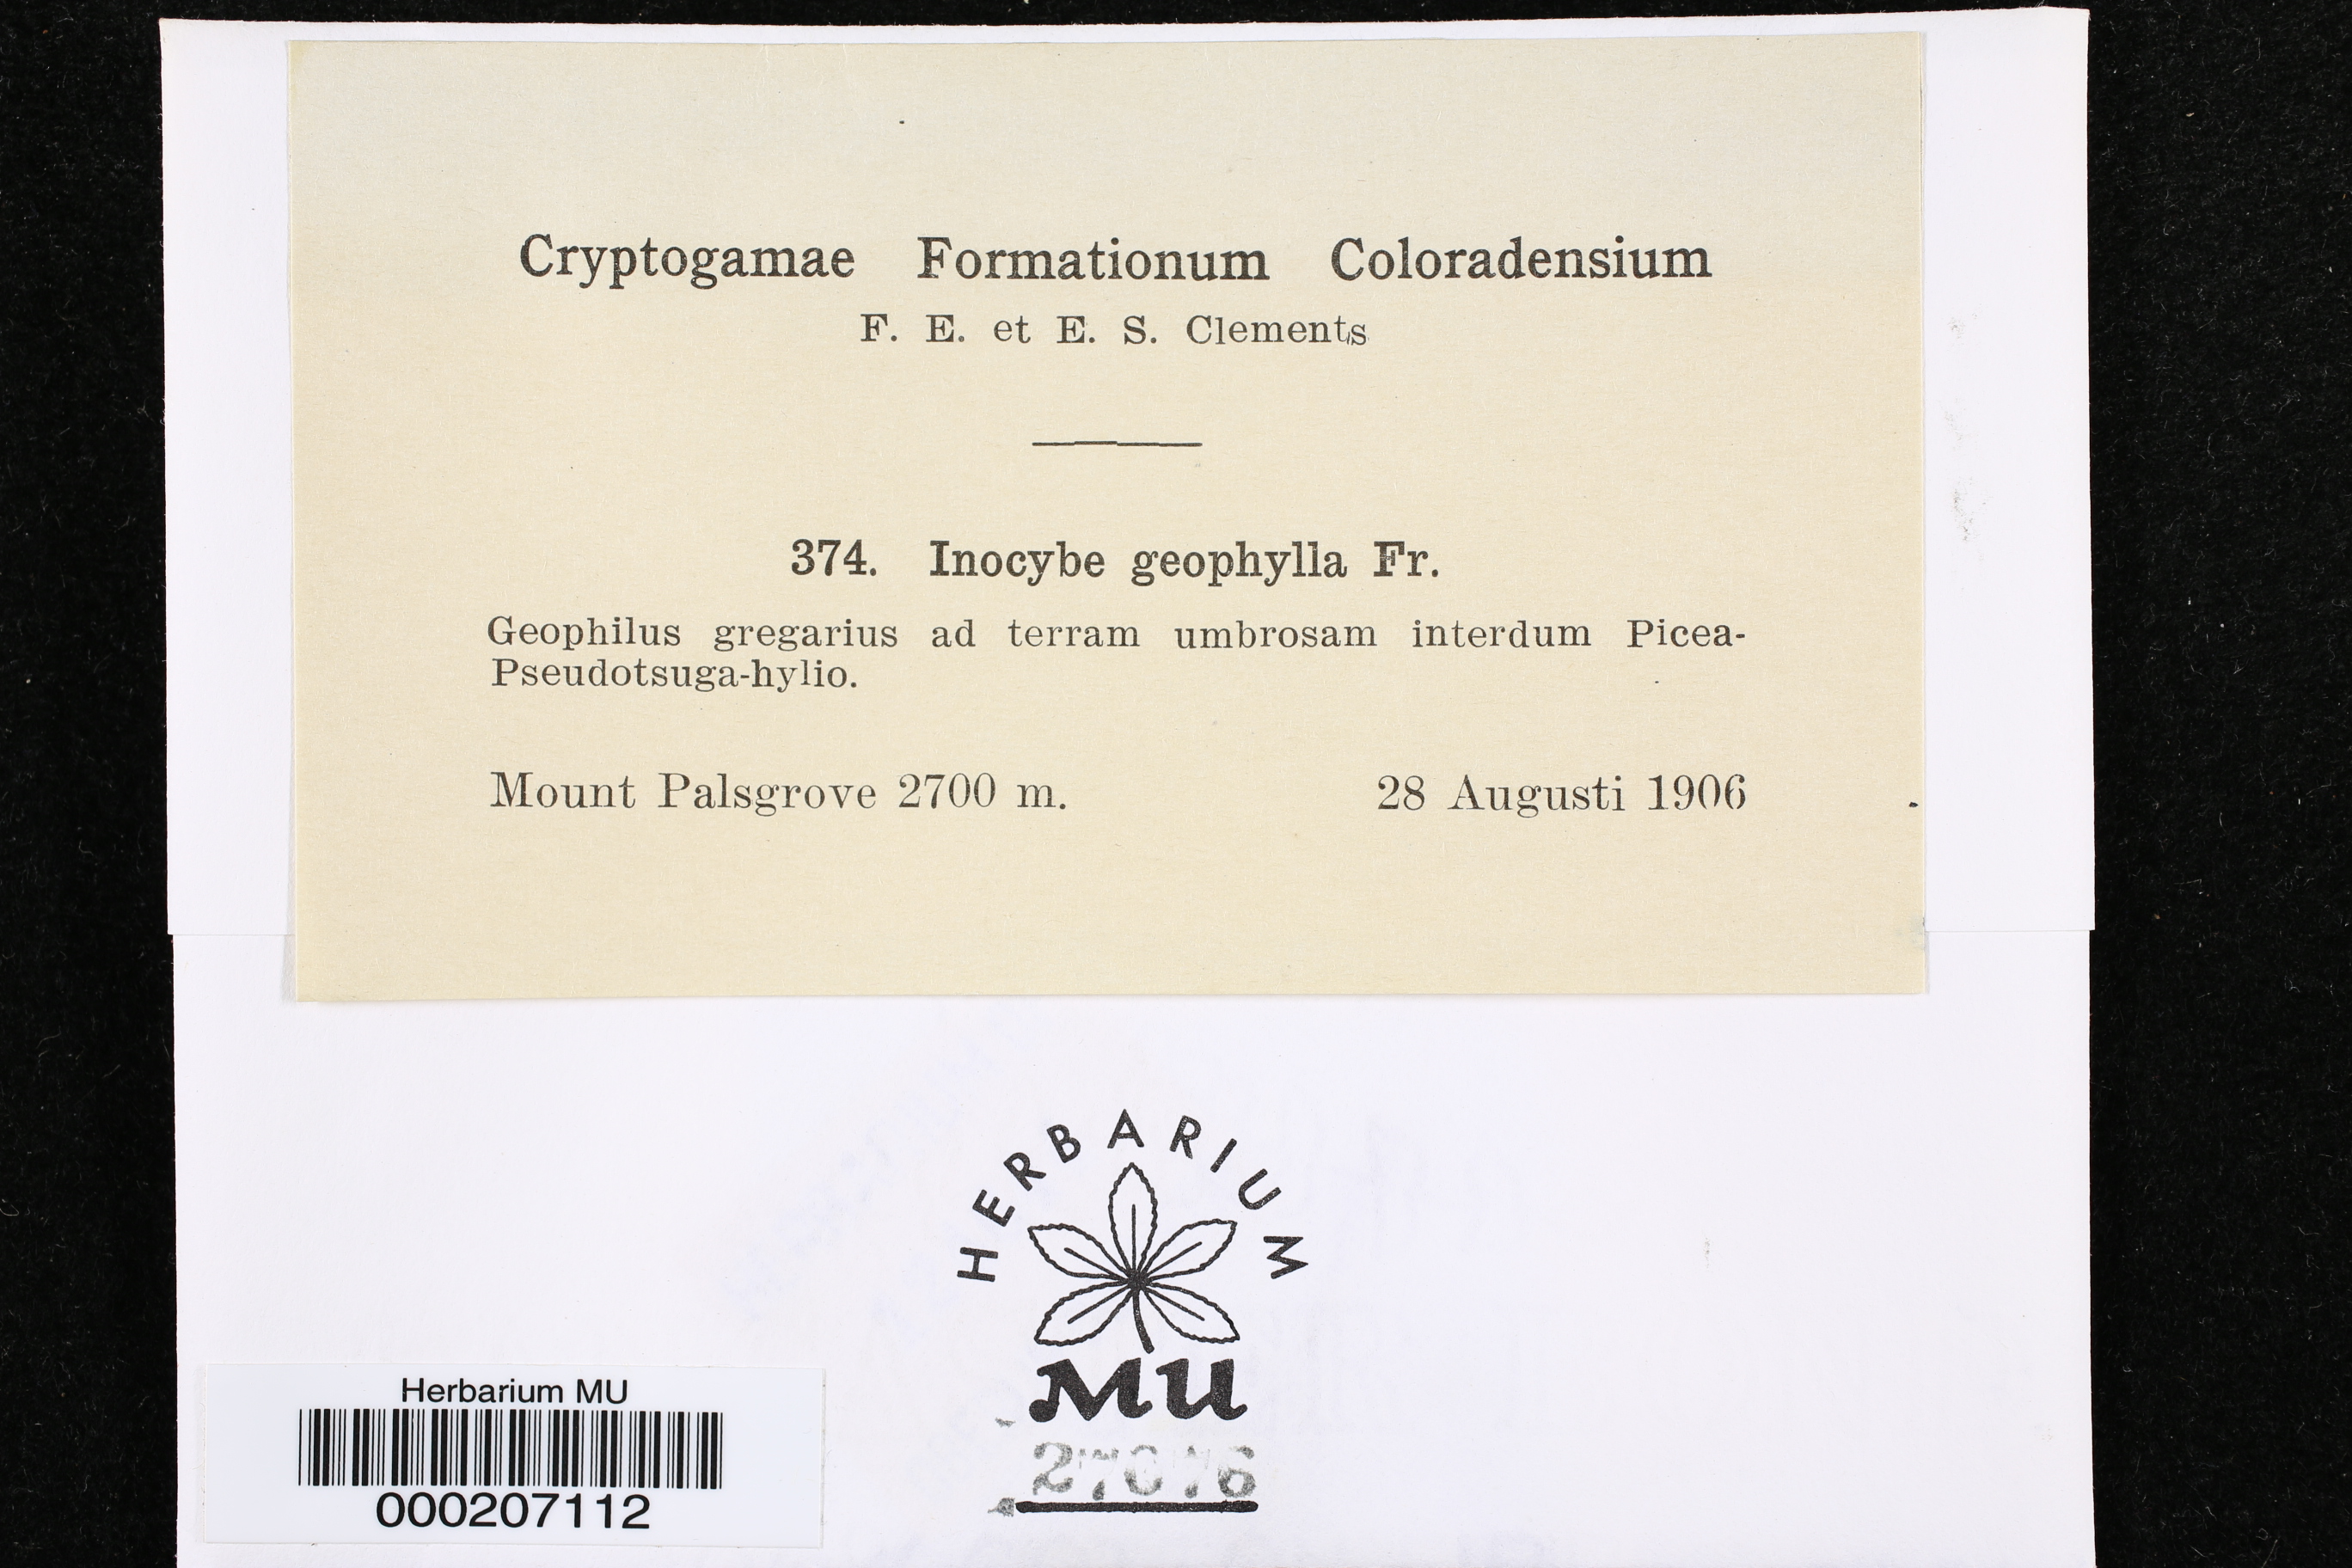 Cryptogamae Formationum Coloradensium
F. E. et E. S. Clements
374. Inocybe geophylla Fr.
Geophilus gregarius ad terram umbrosam interdum Picea-
Pseudotsuga-hylio.
Mount Palsgrove 2700 m. 28 Augusti 1906
HERBARIUM
MU
Herbarium MU
000207112